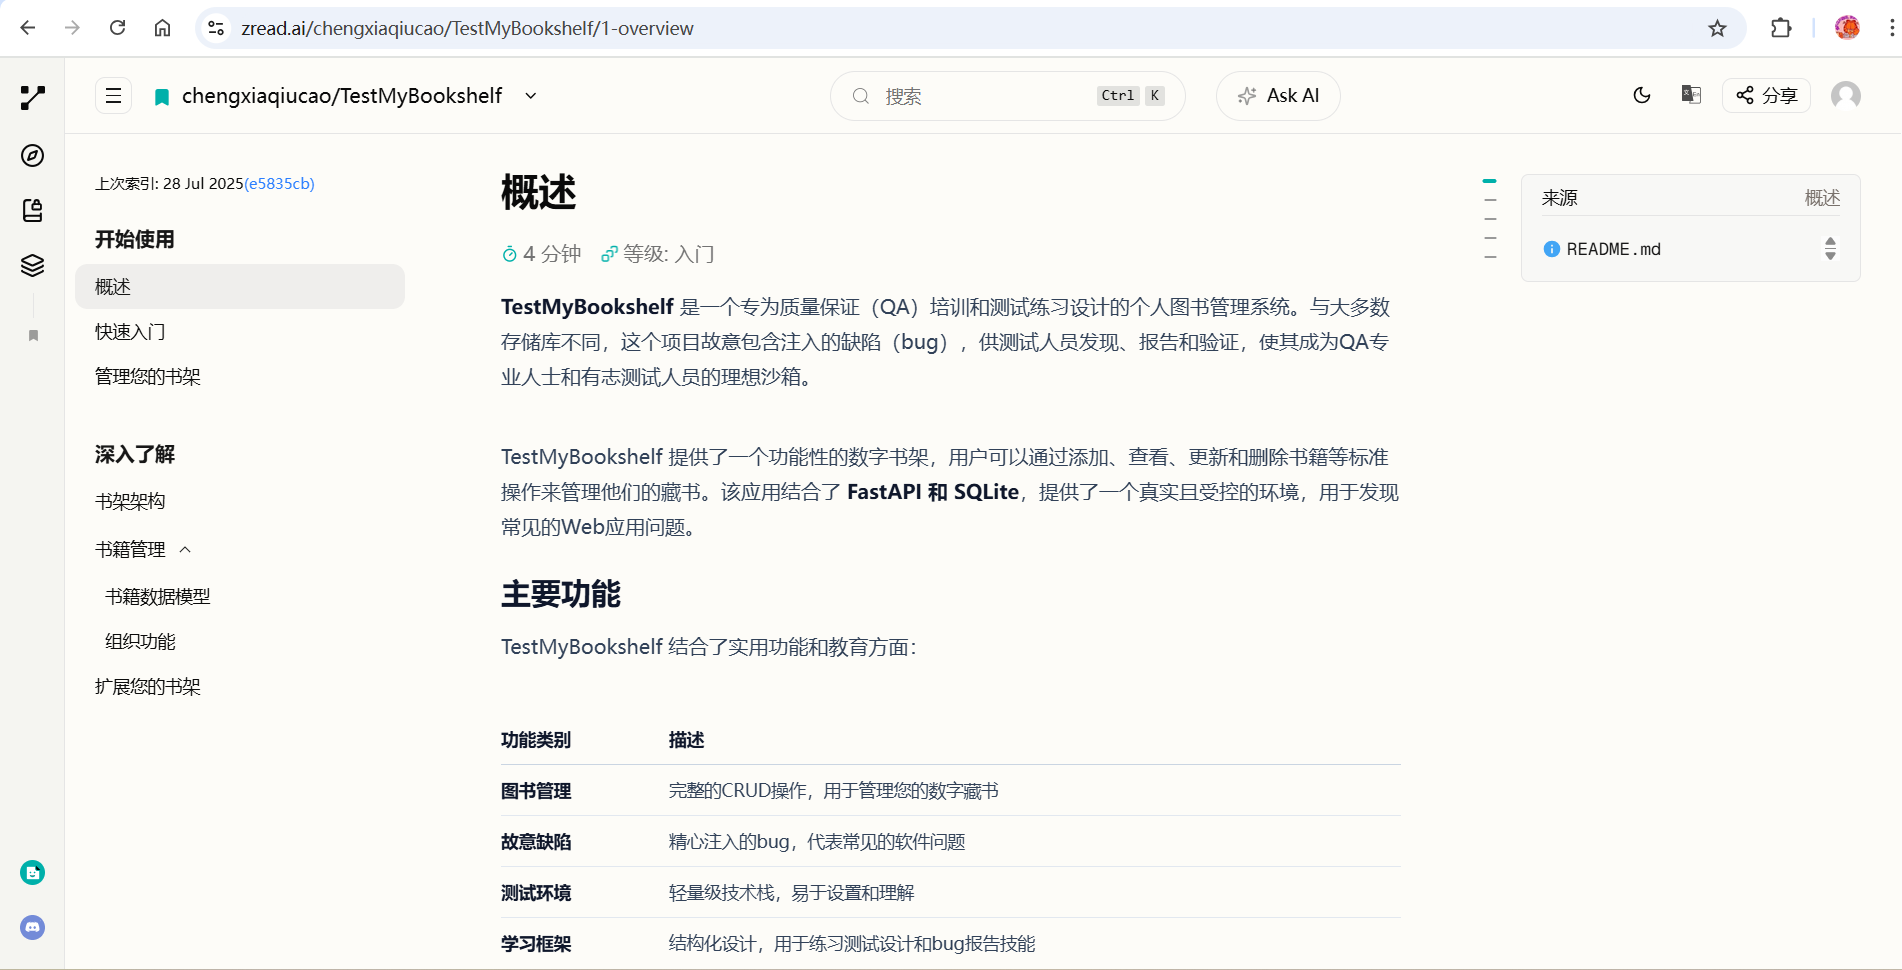 zread.ai/chengxiaqiucao/TestMyBookshelf/1-overview
chengxiaqiucao/TestMyBookshelf
搜索
Ctrl K
Ask AI
分享
上次索引: 28 Jul 2025(e5835cb)
开始使用
概述
快速入门
管理您的书架
深入了解
书架架构
书籍管理
书籍数据模型
组织功能
扩展您的书架
概述
4 分钟 等级: 入门
TestMyBookshelf 是一个专为质量保证（QA）培训和测试练习设计的个人图书管理系统。与大多数
存储库不同，这个项目故意包含注入的缺陷（bug），供测试人员发现、报告和验证，使其成为QA专
业人士和有志测试人员的理想沙箱。
TestMyBookshelf 提供了一个功能性的数字书架，用户可以通过添加、查看、更新和删除书籍等标准
操作来管理他们的藏书。该应用结合了 FastAPI 和 SQLite，提供了一个真实且受控的环境，用于发现
常见的Web应用问题。
主要功能
TestMyBookshelf 结合了实用功能和教育方面：
功能类别 描述
图书管理 完整的CRUD操作，用于管理您的数字藏书
故意缺陷 精心注入的bug，代表常见的软件问题
测试环境 轻量级技术栈，易于设置和理解
学习框架 结构化设计，用于练习测试设计和bug报告技能
来源 概述
README.md